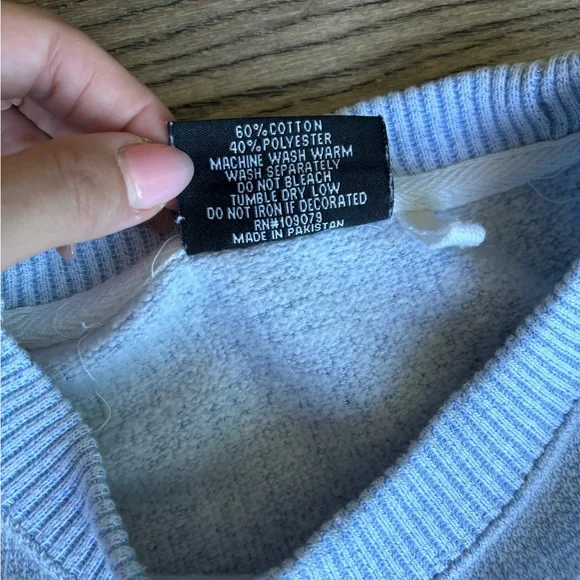 60% COTTON
40% POLYESTER
MACHINE WASH WARM
WASH SEPARATELY
DO NOT BLEACH
TUMBLE DRY LOW
DO NOT IRON IF DECORATED
RN#109079
MADE IN PAKISTAN